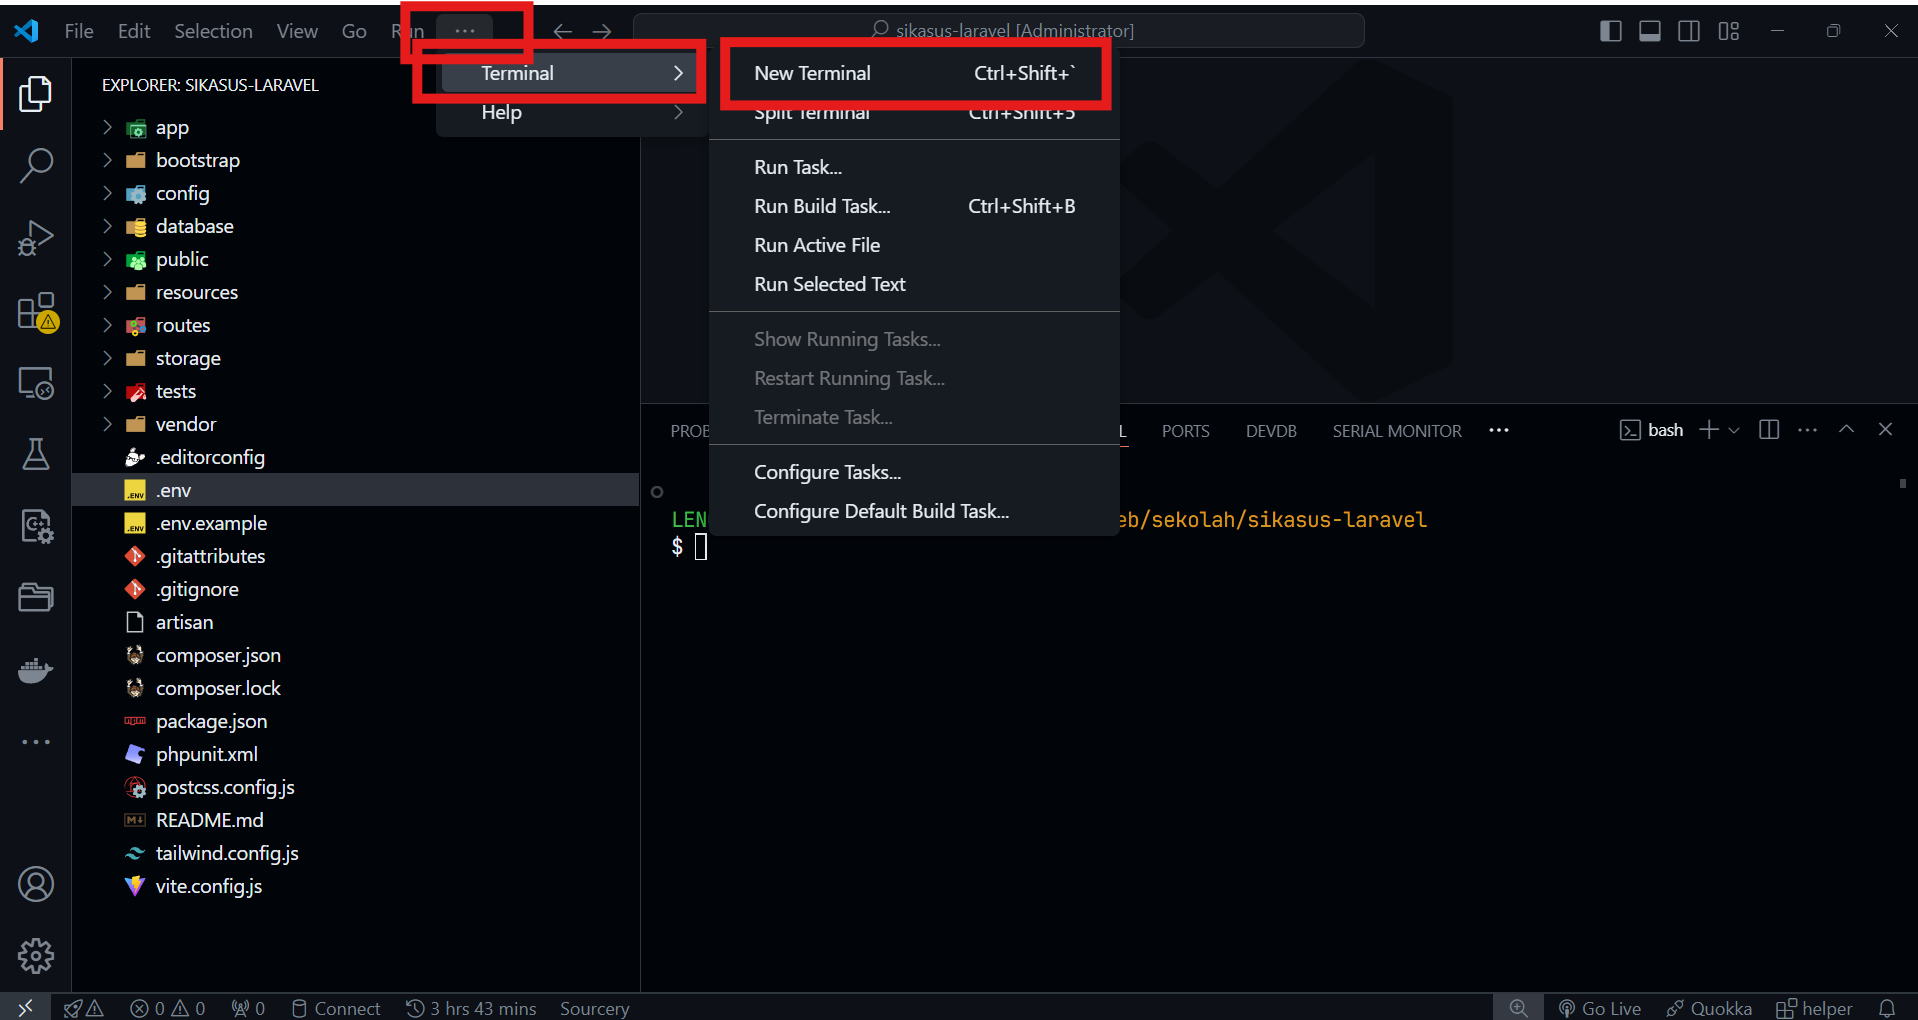 File Edit Selection View Go Run ···
sikasus-laravel [Administrator]
EXPLORER: SIKASUS-LARAVEL
app
bootstrap
config
database
public
resources
routes
storage
tests
vendor
.editorconfig
.env
.env.example
.gitattributes
.gitignore
artisan
composer.json
composer.lock
package.json
phpunit.xml
postcss.config.js
README.md
tailwind.config.js
vite.config.js
Terminal
Help
New Terminal Ctrl+Shift+`
Split Terminal Ctrl+Shift+5
Run Task...
Run Build Task... Ctrl+Shift+B
Run Active File
Run Selected Text
Show Running Tasks...
Restart Running Task...
Terminate Task...
Configure Tasks...
Configure Default Build Task...
PROB L PORTS DEVDB SERIAL MONITOR ··· bash
LEN eb/sekolah/sikasus-laravel
$
0 0 0 Connect 3 hrs 43 mins Sourcery Go Live Quokka helper